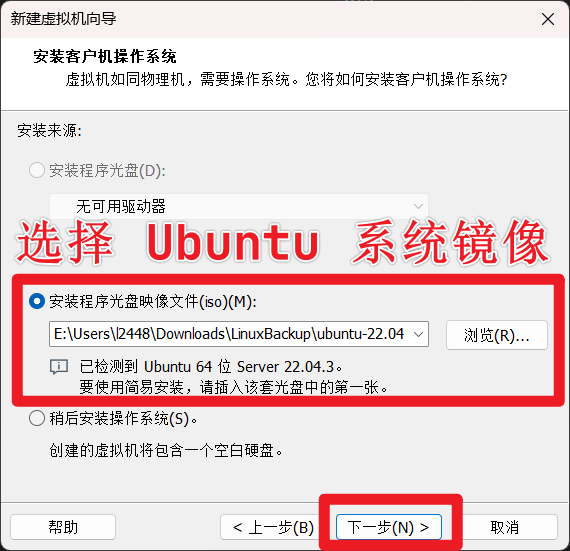 新建虚拟机向导
安装客户机操作系统
虚拟机如同物理机，需要操作系统。您将如何安装客户机操作系统?
安装来源:
安装程序光盘(D):
无可用驱动器
选择 Ubuntu 系统镜像
安装程序光盘映像文件(iso)(M):
E:\Users\l2448\Downloads\LinuxBackup\ubuntu-22.04
浏览(R)...
已检测到 Ubuntu 64 位 Server 22.04.3。
要使用简易安装，请插入该套光盘中的第一张。
稍后安装操作系统(S)。
创建的虚拟机将包含一个空白硬盘。
帮助
< 上一步(B)
下一步(N) >
取消